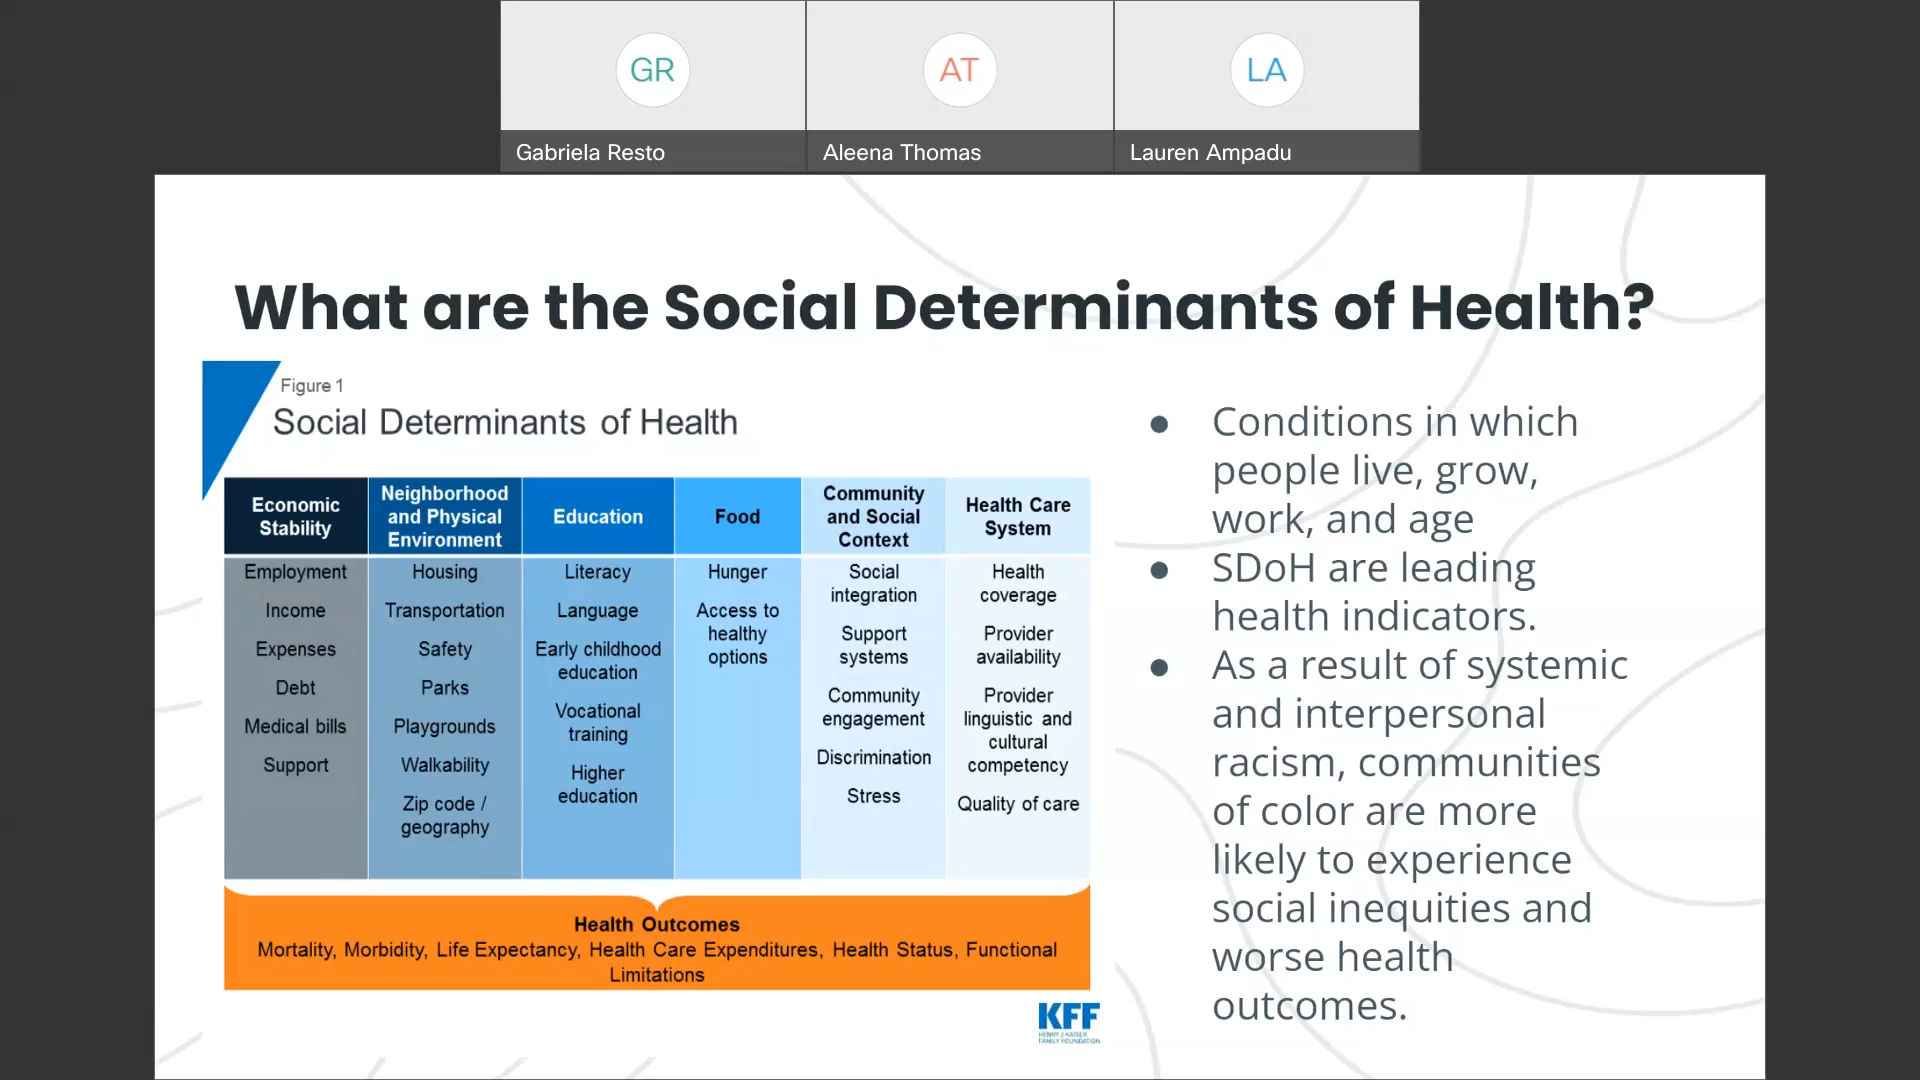 GR
AT
LA
Gabriela Resto
Aleena Thomas
Lauren Ampadu
What are the Social Determinants of Health?
Figure 1
Social Determinants of Health
Economic
Stability
Employment
Income
Expenses
Debt
Medical bills
Support
Neighborhood
and Physical
Environment
Housing
Transportation
Safety
Parks
Playgrounds
Walkability
Zip code /
geography
Education
Literacy
Language
Early childhood
education
Vocational
training
Higher
education
Food
Hunger
Access to
healthy
options
Community
and Social
Context
Social
integration
Support
systems
Community
engagement
Discrimination
Stress
Health Care
System
Health
coverage
Provider
availability
Provider
linguistic and
cultural
competency
Quality of care
Health Outcomes
Mortality, Morbidity, Life Expectancy, Health Care Expenditures, Health Status, Functional
Limitations
KFF
HENRY J KAISER
FAMILY FOUNDATION
● Conditions in which
people live, grow,
work, and age
● SDoH are leading
health indicators.
● As a result of systemic
and interpersonal
racism, communities
of color are more
likely to experience
social inequities and
worse health
outcomes.